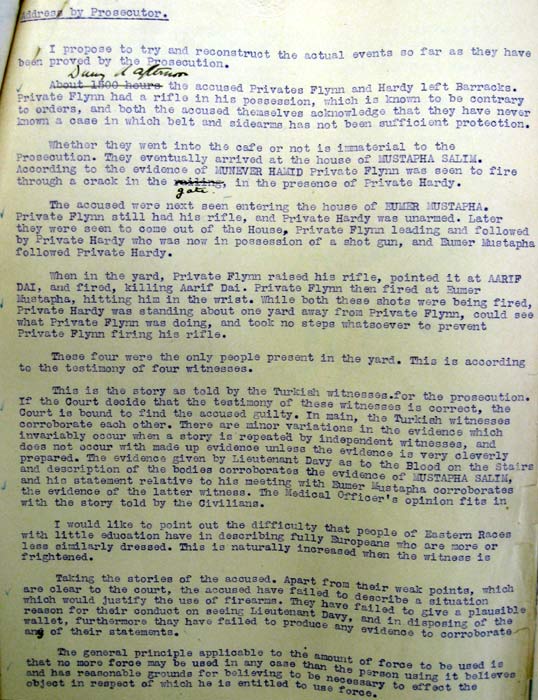 Address by Prosecutor.
I propose to try and reconstruct the actual events so far as they have
been proved by the Prosecution.
During the afternoon
About 1500 hours the accused Privates Flynn and Hardy left Barracks.
Private Flynn had a rifle in his possession, which is known to be contrary
to orders, and both the accused themselves acknowledge that they have never
known a case in which belt and sidearms has not been sufficient protection.
Whether they went into the cafe or not is immaterial to the
Prosecution. They eventually arrived at the house of MUSTAPHA SALIM.
According to the evidence of MUNEVER HAMID Private Flynn was seen to fire
through a crack in the railing, in the presence of Private Hardy.
gate.
The accused were next seen entering the house of EUMER MUSTAPHA.
Private Flynn still had his rifle, and Private Hardy was unarmed. Later
they were seen to come out of the House, Private Flynn leading and followed
by Private Hardy who was now in possession of a shot gun, and Eumer Mustapha
followed Private Hardy.
When in the yard, Private Flynn raised his rifle, pointed it at AARIF
DAI, and fired, killing Aarif Dai. Private Flynn then fired at Eumer
Mustapha, hitting him in the wrist. While both these shots were being fired,
Private Hardy was standing about one yard away from Private Flynn, could see
what Private Flynn was doing, and took no steps whatsoever to prevent
Private Flynn firing his rifle.
These four were the only people present in the yard. This is according
to the testimony of four witnesses.
This is the story as told by the Turkish witnesses.for the prosecution.
If the Court decide that the testimony of these witnesses is correct, the
Court is bound to find the accused guilty. In main, the Turkish witnesses
corroborate each other. There are minor variations in the evidence which
invariably occur when a story is repeated by independent witnesses, and
does not occur with made up evidence unless the evidence is very cleverly
prepared. The evidence given by Lieutenant Davy as to the Blood on the Stairs
and description of the bodies corroborates the evidence of MUSTAPHA SALIM,
and his statement relative to his meeting with Eumer Mustapha corroborates
the evidence of the latter witness. The Medical Officer's opinion fits in
with the story told by the Civilians.
I would like to point out the difficulty that people of Eastern Races
with little education have in describing fully Europeans who are more or
less similarly dressed. This is naturally increased when the witness is
frightened.
Taking the stories of the accused. Apart from their weak points, which
are clear to the court, the accused have failed to describe a situation
which would justify the use of firearms. They have failed to give a plausible
reason for their conduct on seeing Lieutenant Davy, and in disposing of the
wallet, furthermore thay have failed to produce any evidence to corroborate
any of their statements.
The general principle applicable to the amount of force to be used is
that no more force may be used in any case than the person using it believes
and has reasonable grounds for believing to be necessary to effect the
object in respect of which he is entitled to use force.